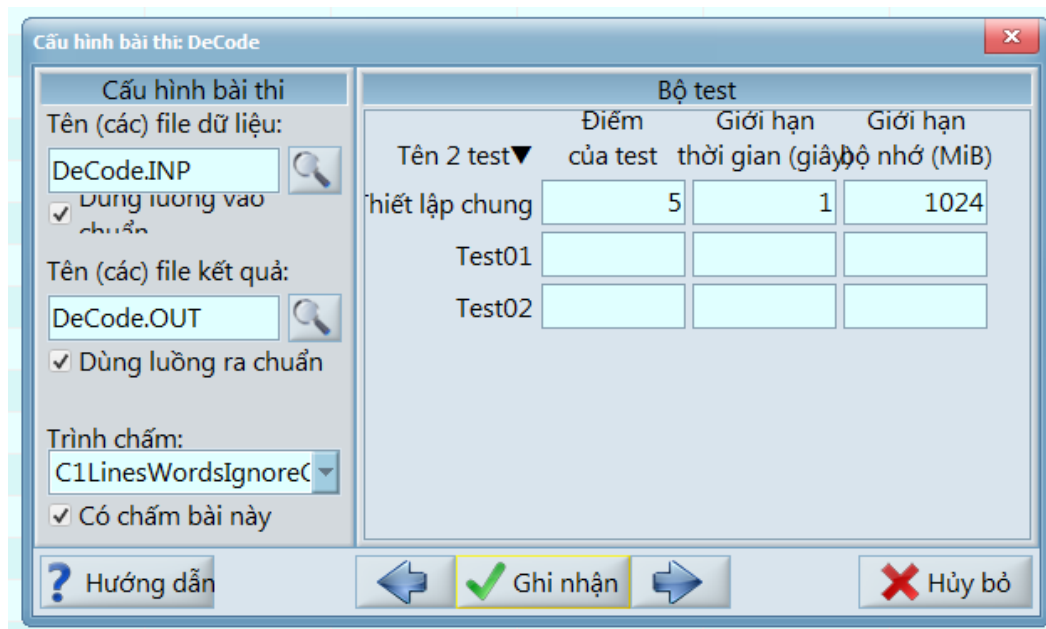 Cấu hình bài thi: DeCode
Cấu hình bài thi
Tên (các) file dữ liệu:
DeCode.INP
Dùng luồng vào
chuẩn
Tên (các) file kết quả:
DeCode.OUT
Dùng luồng ra chuẩn
Trình chấm:
C1LinesWordsIgnoreC
Có chấm bài này
Bộ test
Tên 2 test▼ Điểm của test Giới hạn thời gian (giây) Giới hạn bộ nhớ (MiB)
Thiết lập chung 5 1 1024
Test01
Test02
? Hướng dẫn
Ghi nhận
Hủy bỏ